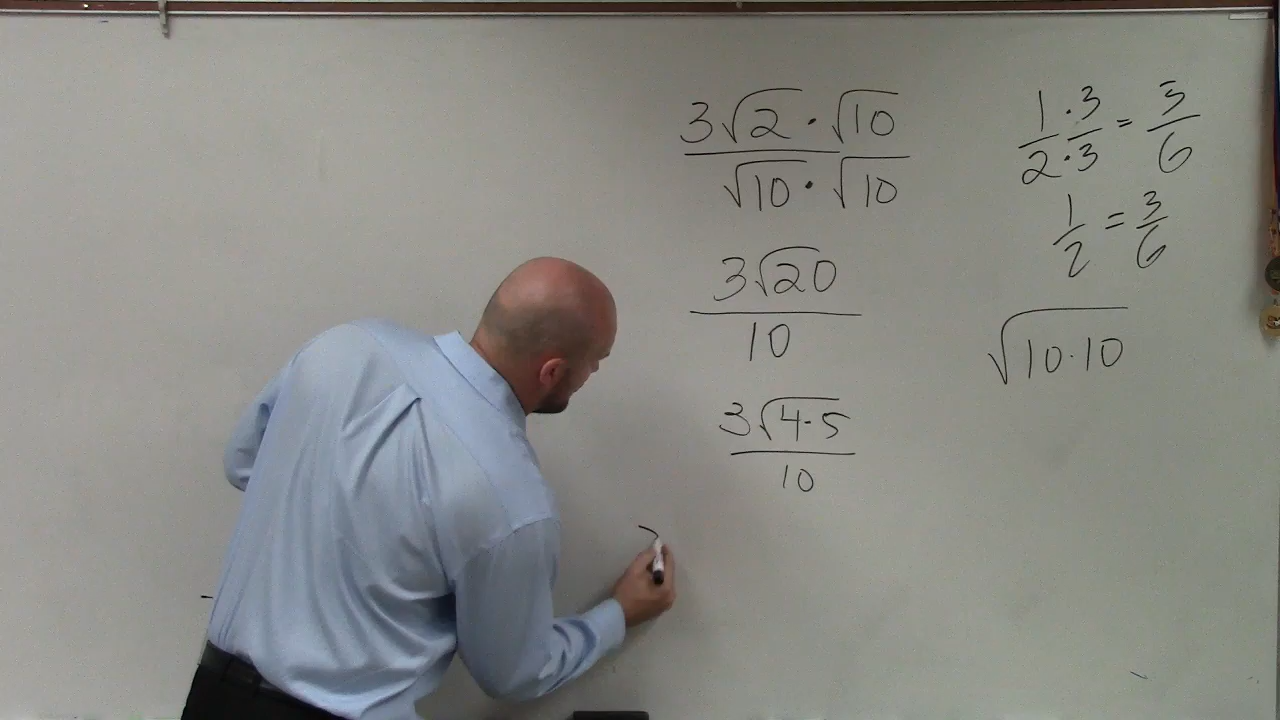 3√2 · √10
√10 · √10
3√20
10
3√4·5
10
1 · 3 = 3
2 · 3 6
1 = 3
2 6
√10·10